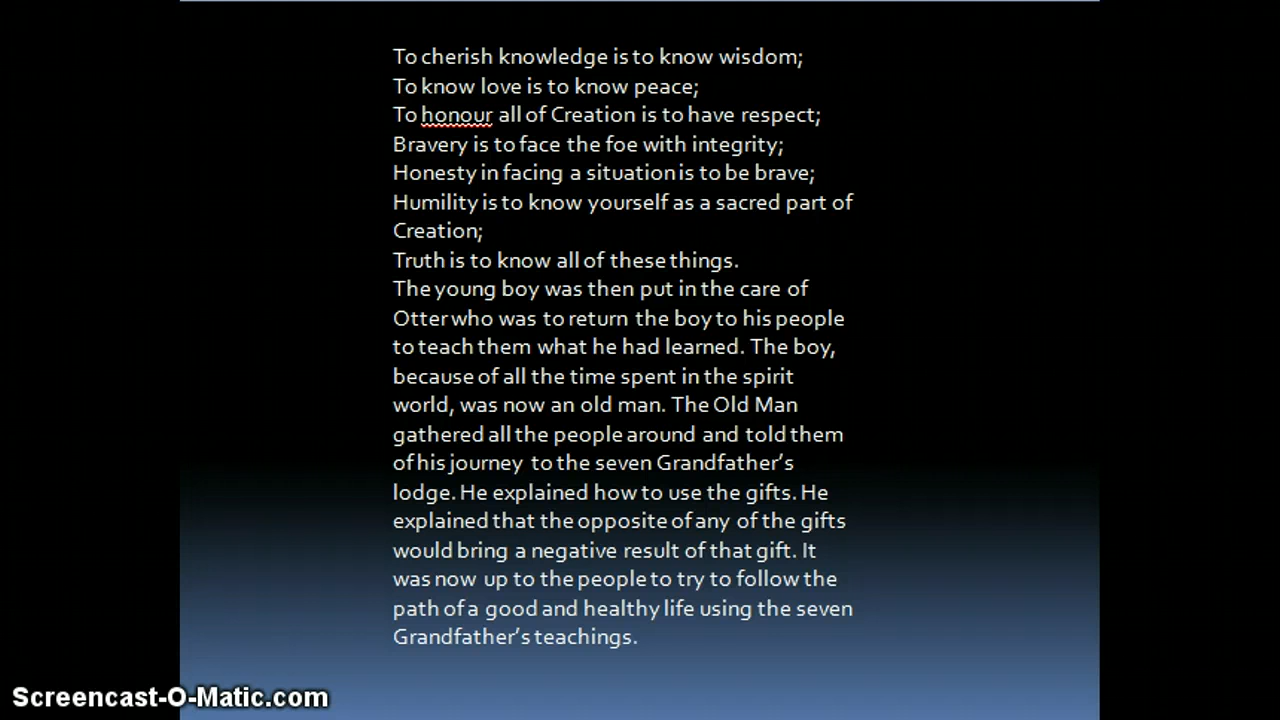 To cherish knowledge is to know wisdom;
To know love is to know peace;
To honour all of Creation is to have respect;
Bravery is to face the foe with integrity;
Honesty in facing a situation is to be brave;
Humility is to know yourself as a sacred part of
Creation;
Truth is to know all of these things.
The young boy was then put in the care of
Otter who was to return the boy to his people
to teach them what he had learned. The boy,
because of all the time spent in the spirit
world, was now an old man. The Old Man
gathered all the people around and told them
of his journey to the seven Grandfather's
lodge. He explained how to use the gifts. He
explained that the opposite of any of the gifts
would bring a negative result of that gift. It
was now up to the people to try to follow the
path of a good and healthy life using the seven
Grandfather's teachings.
Screencast-O-Matic.com